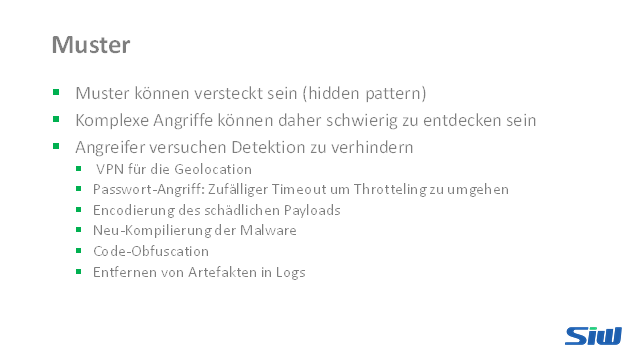 Muster
Muster können versteckt sein (hidden pattern)
Komplexe Angriffe können daher schwierig zu entdecken sein
Angreifer versuchen Detektion zu verhindern
VPN für die Geolocation
Passwort-Angriff: Zufälliger Timeout um Throtteling zu umgehen
Encodierung des schädlichen Payloads
Neu-Kompilierung der Malware
Code-Obfuscation
Entfernen von Artefakten in Logs
SIW